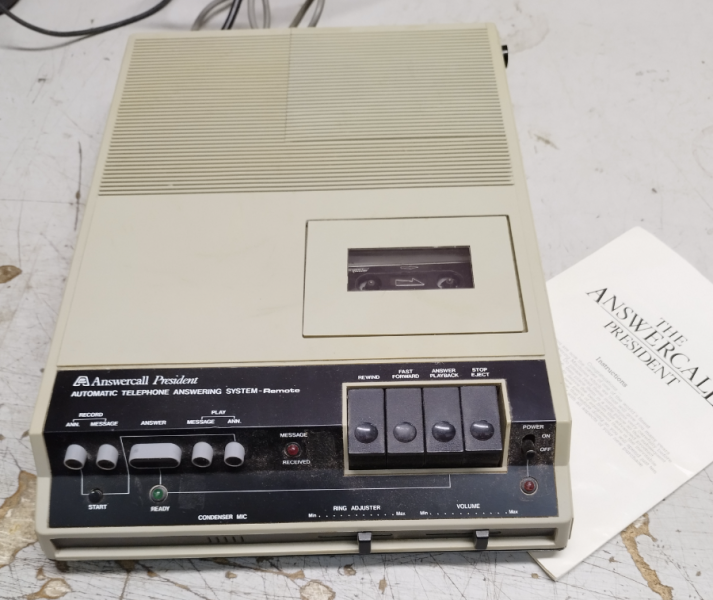 Answercall President
AUTOMATIC TELEPHONE ANSWERING SYSTEM-Remote
RECORD
ANN. MESSAGE
ANSWER
PLAY
MESSAGE ANN.
START
READY
MESSAGE
RECEIVED
CONDENSER MIC
REWIND
FAST
FORWARD
ANSWER
PLAYBACK
STOP
EJECT
POWER
ON
OFF
RING ADJUSTER
Min. Max
VOLUME
Min. Max
THE
ANSWERCALL
PRESIDENT
Instructions